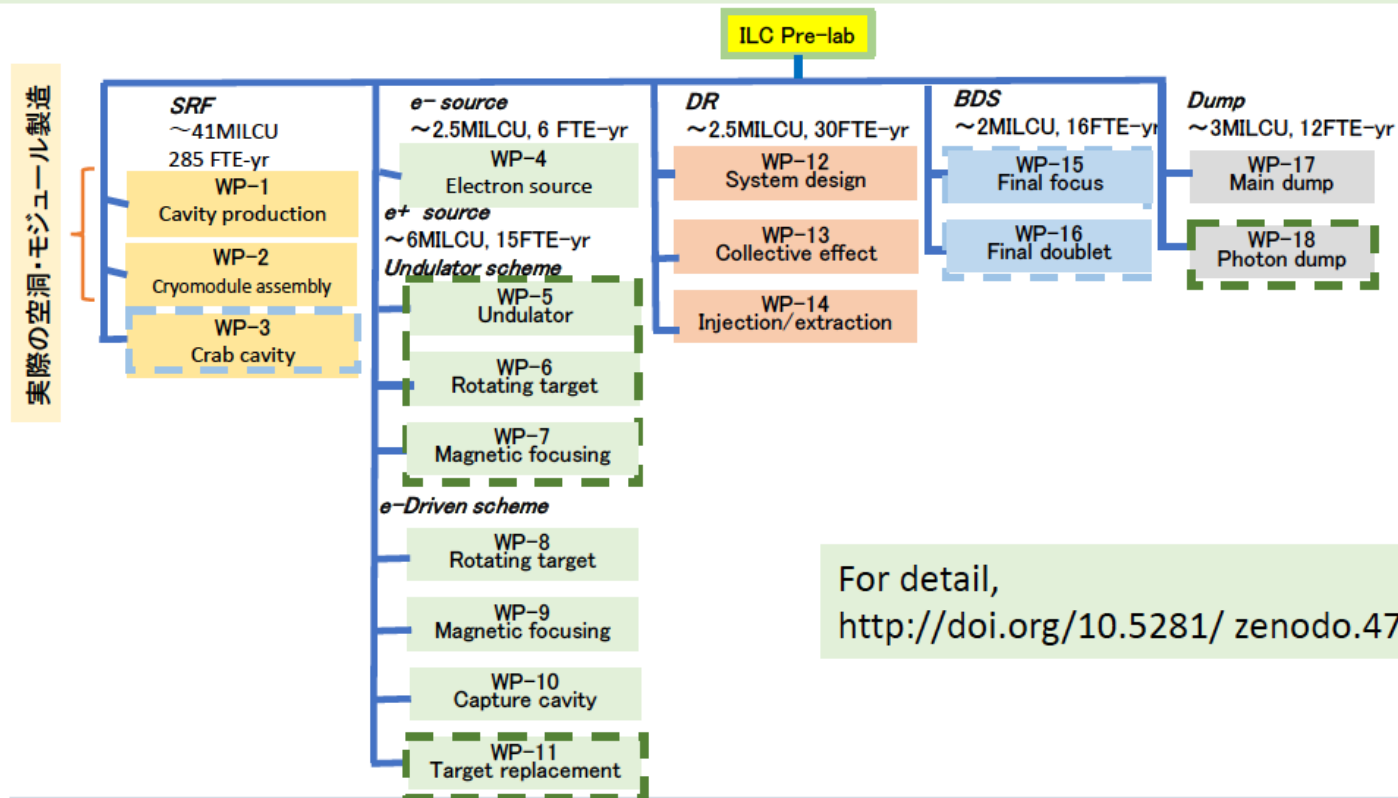 ILC Pre-lab
実際の空洞・モジュール製造
SRF
~41MILCU
285 FTE-yr
WP-1
Cavity production
WP-2
Cryomodule assembly
WP-3
Crab cavity
e- source
~2.5MILCU, 6 FTE-yr
WP-4
Electron source
e+ source
~6MILCU, 15FTE-yr
Undulator scheme
WP-5
Undulator
WP-6
Rotating target
WP-7
Magnetic focusing
e-Driven scheme
WP-8
Rotating target
WP-9
Magnetic focusing
WP-10
Capture cavity
WP-11
Target replacement
DR
~2.5MILCU, 30FTE-yr
WP-12
System design
WP-13
Collective effect
WP-14
Injection/extraction
BDS
~2MILCU, 16FTE-yr
WP-15
Final focus
WP-16
Final doublet
Dump
~3MILCU, 12FTE-yr
WP-17
Main dump
WP-18
Photon dump
For detail,
http://doi.org/10.5281/ zenodo.47